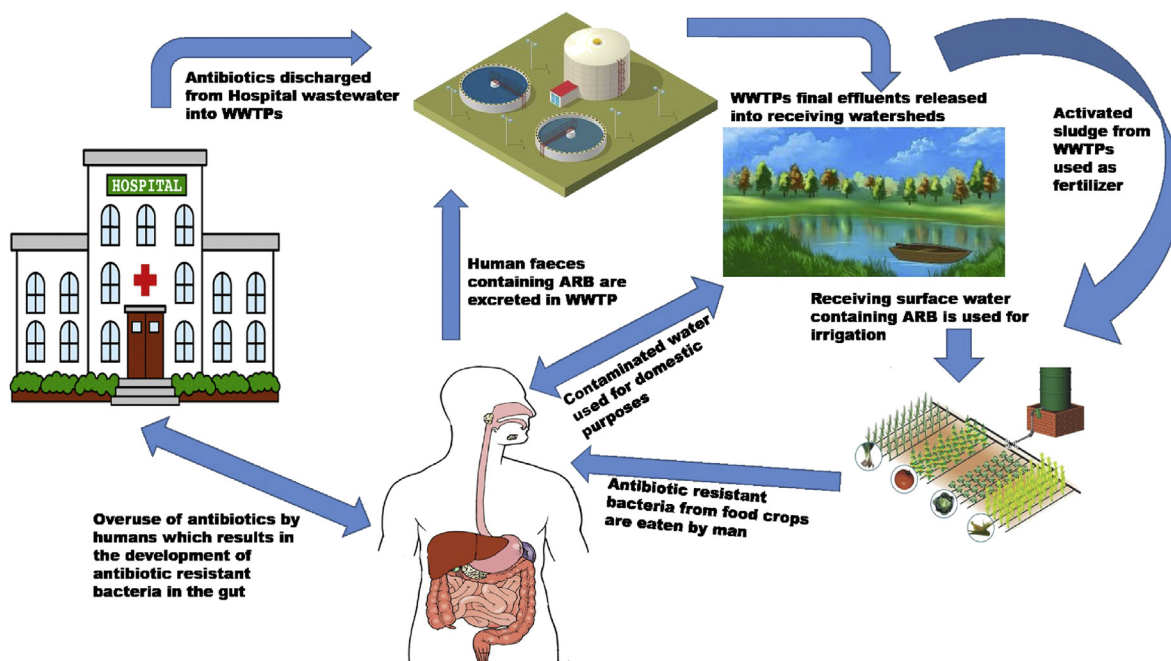 Antibiotics discharged
from Hospital wastewater
into WWTPs
WWTPs final effluents released
into receiving watersheds
Activated
sludge from
WWTPs
used as
fertilizer
HOSPITAL
Human faeces
containing ARB are
excreted in WWTP
Receiving surface water
containing ARB is used for
irrigation
Contaminated water
used for domestic
purposes
Antibiotic resistant
bacteria from food crops
are eaten by man
Overuse of antibiotics by
humans which results in
the development of
antibiotic resistant
bacteria in the gut